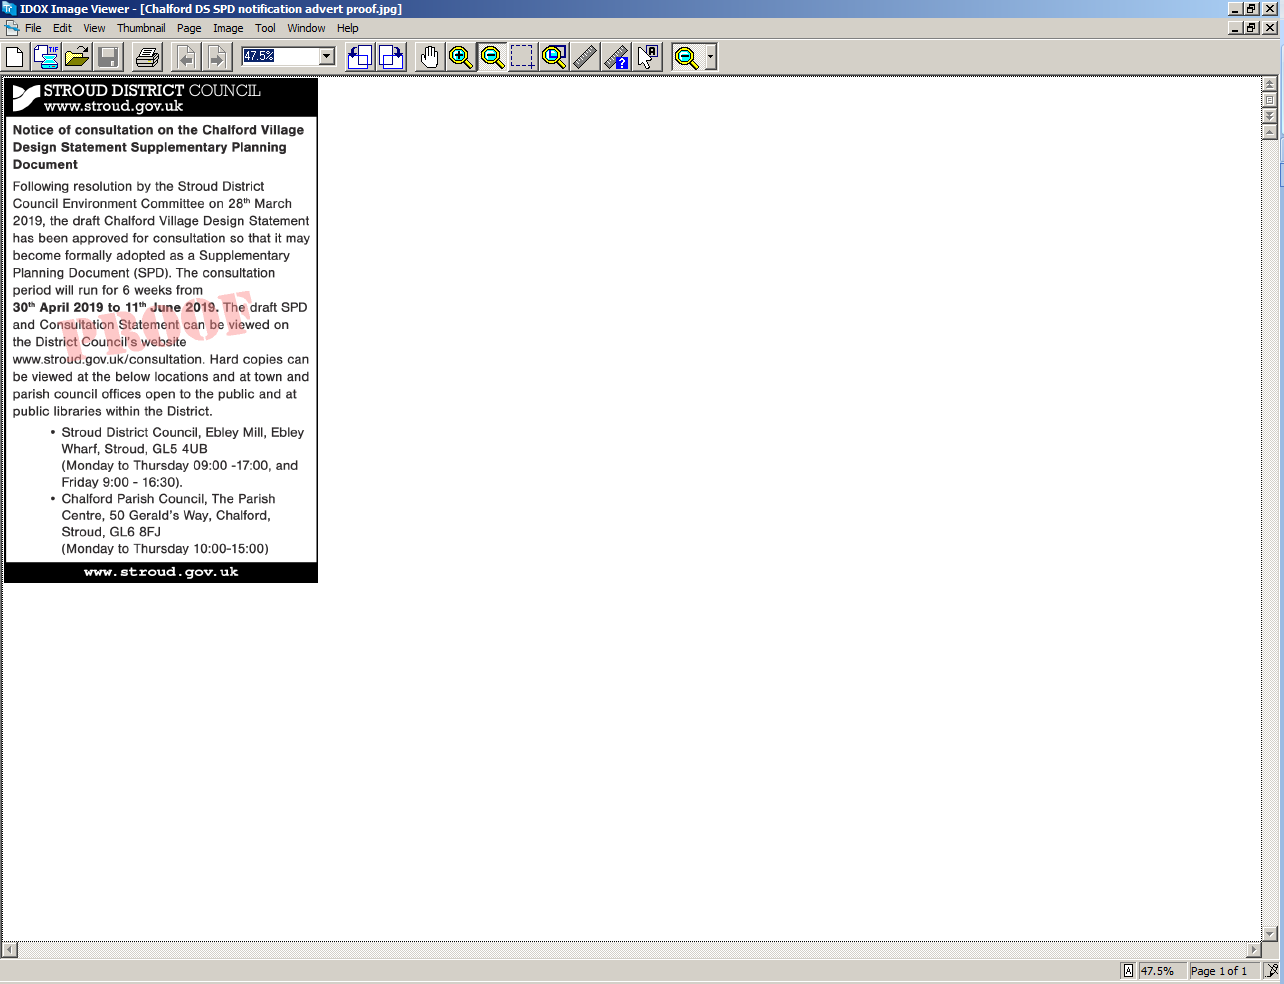 IDOX Image Viewer - [Chalford DS SPD notification advert proof.jpg]
File Edit View Thumbnail Page Image Tool Window Help
TIF
47.5%
STROUD DISTRICT COUNCIL
www.stroud.gov.uk
Notice of consultation on the Chalford Village
Design Statement Supplementary Planning
Document
Following resolution by the Stroud District
Council Environment Committee on 28th March
2019, the draft Chalford Village Design Statement
has been approved for consultation so that it may
become formally adopted as a Supplementary
Planning Document (SPD). The consultation
period will run for 6 weeks from
30th April 2019 to 11th June 2019. The draft SPD
and Consultation Statement can be viewed on
the District Council's website
www.stroud.gov.uk/consultation. Hard copies can
be viewed at the below locations and at town and
parish council offices open to the public and at
public libraries within the District.
PROOF
• Stroud District Council, Ebley Mill, Ebley
Wharf, Stroud, GL5 4UB
(Monday to Thursday 09:00 -17:00, and
Friday 9:00 - 16:30).
• Chalford Parish Council, The Parish
Centre, 50 Gerald's Way, Chalford,
Stroud, GL6 8FJ
(Monday to Thursday 10:00-15:00)
www.stroud.gov.uk
A 47.5% Page 1 of 1